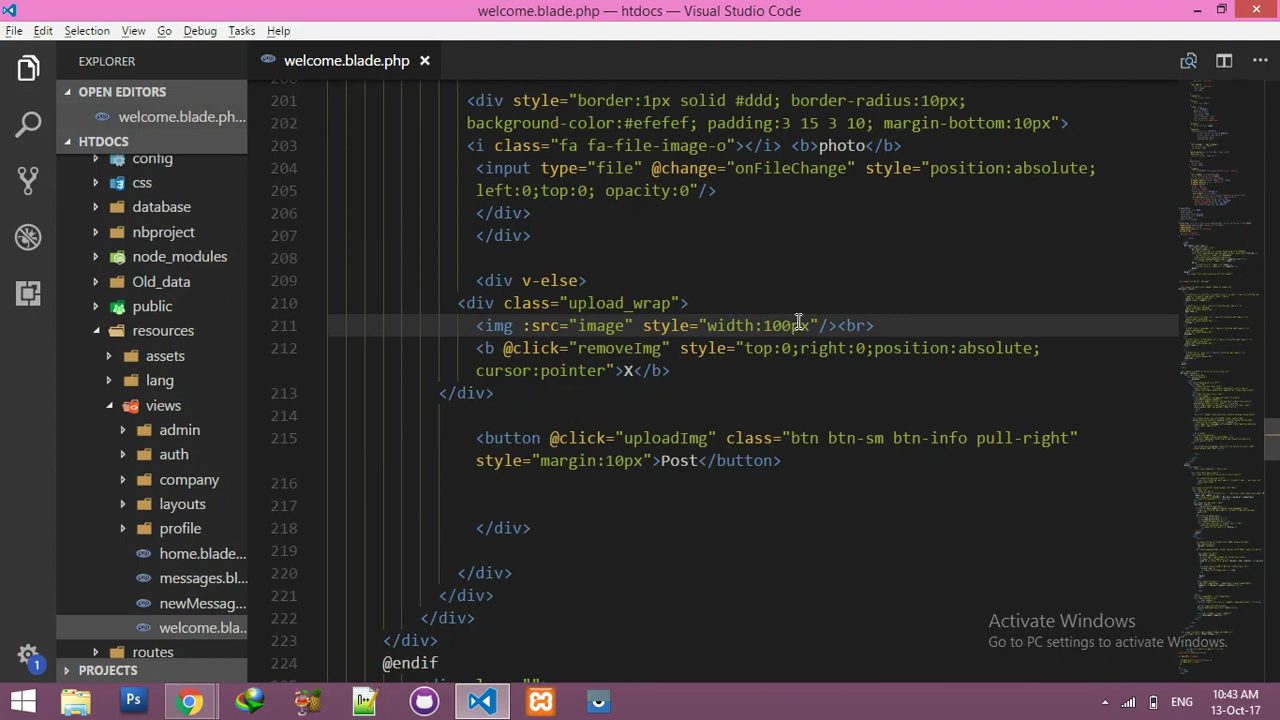 welcome.blade.php — htdocs — Visual Studio Code
File Edit Selection View Go Debug Tasks Help
EXPLORER
welcome.blade.php
OPEN EDITORS
welcome.blade.ph...
HTDOCS
config
css
database
nbproject
node_modules
Old_data
public
resources
assets
lang
views
admin
auth
company
layouts
profile
home.blade...
messages.bl...
newMessag...
welcome.bla...
routes
PROJECTS
1
201 <div style="border:1px solid #ddd; border-radius:10px;
202 background-color:#efefef; padding:3 15 3 10; margin-bottom:10px">
203 <i class="fa fa-file-image-o"></i> <b>photo</b>
204 <input type="file" @change="onFileChange" style="position:absolute;
205 left:0;top:0; opacity:0"/>
206 </div>
207 </div>
208
209 <div v-else>
210 <div class="upload_wrap">
211 <img :src="image" style="width:100px"/><br>
212 <b @click="removeImg" style="top:0;right:0;position:absolute;
cursor:pointer">X</b>
213 </div>
214
215 <button @click="uploadImg" class="btn btn-sm btn-info pull-right"
style="margin:10px">Post</button>
216
217
218 </div>
219
220 </div>
221 </div>
222 </div>
223 </div>
224 @endif
Activate Windows
Go to PC settings to activate Windows.
Ps
ENG
10:43 AM
13-Oct-17